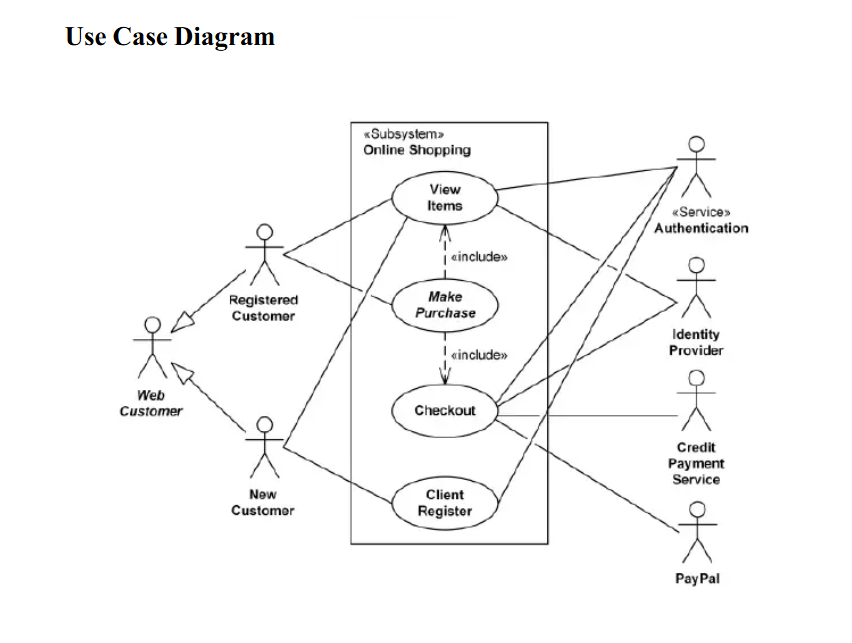 Use Case Diagram
«Subsystem»
Online Shopping
View
Items
«Service»
Authentication
«include»
Registered
Customer
Make
Purchase
Identity
Provider
«include»
Web
Customer
Checkout
Credit
Payment
Service
New
Customer
Client
Register
PayPal